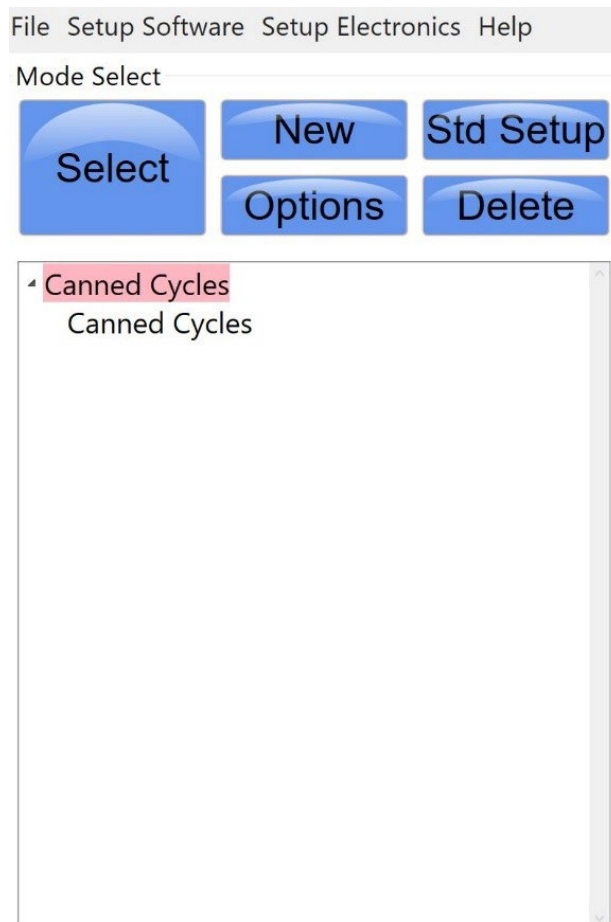 File Setup Software Setup Electronics Help
Mode Select
Select
New
Std Setup
Options
Delete
Canned Cycles
Canned Cycles